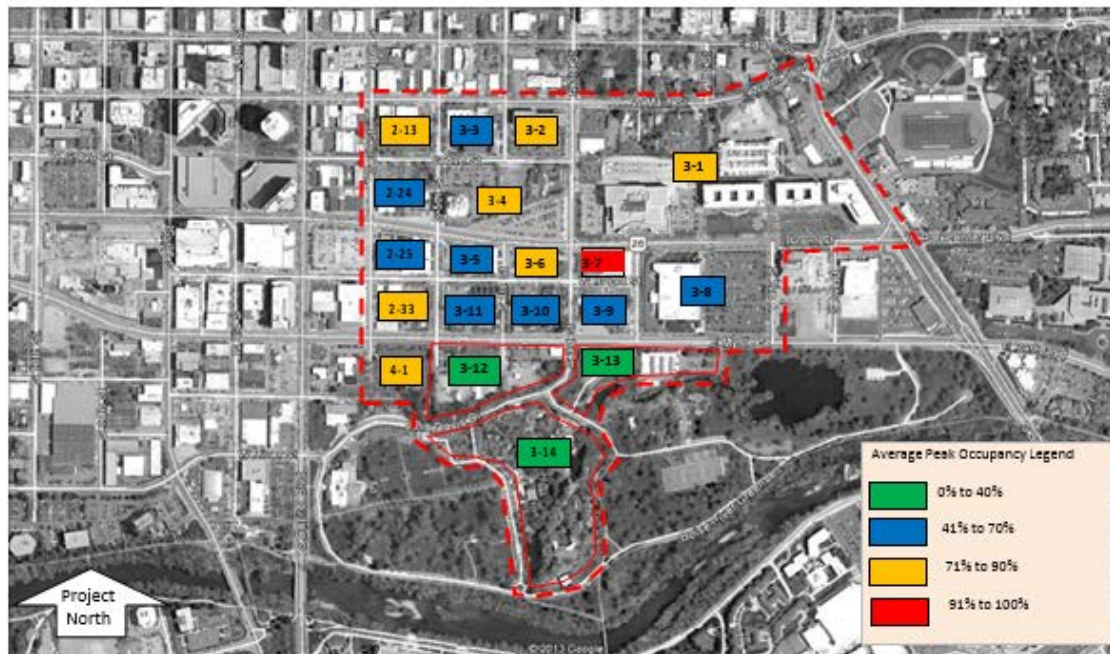 2-13
3-3
3-2
3-1
2-24
3-4
26
2-25
3-5
3-6
3-7
3-8
2-33
3-11
3-10
3-9
4-1
3-12
3-13
3-14
Average Peak Occupancy Legend
0% to 40%
41% to 70%
71% to 90%
91% to 100%
Project
North
©2013 Google